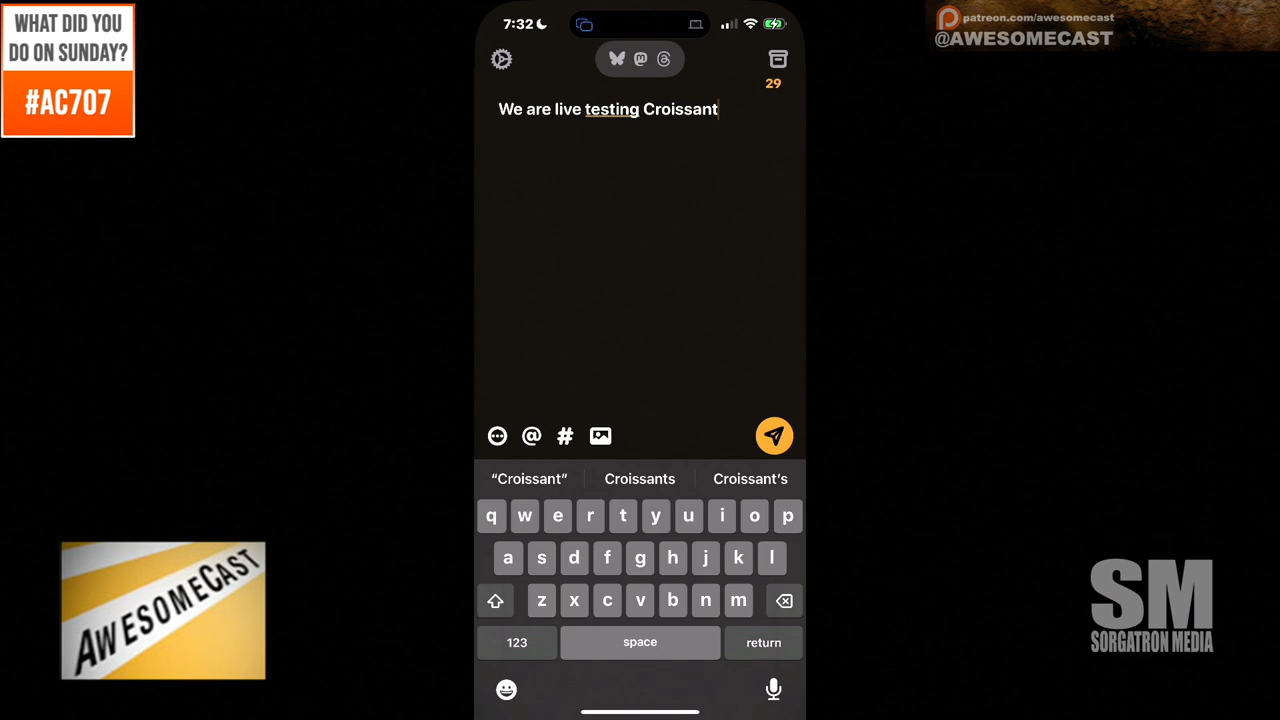 WHAT DID YOU
DO ON SUNDAY?
#AC707
patreon.com/awesomecast
@AWESOMECAST
7:32
29
We are live testing Croissant
@ #
“Croissant” Croissants Croissant’s
q w e r t y u i o p
a s d f g h j k l
z x c v b n m
123 space return
AWESOMECAST
SM
SORGATRON MEDIA